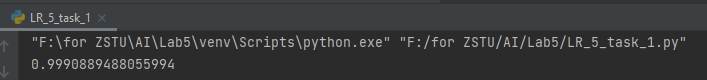 LR_5_task_1
"F:\for ZSTU\AI\Lab5\venv\Scripts\python.exe" "F:/for ZSTU/AI/Lab5/LR_5_task_1.py"
0.9990889488055994